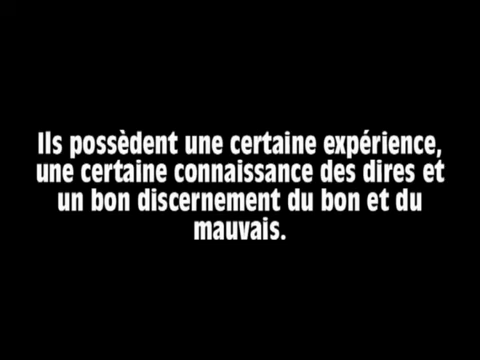 Ils possèdent une certaine expérience,
une certaine connaissance des dires et
un bon discernement du bon et du
mauvais.